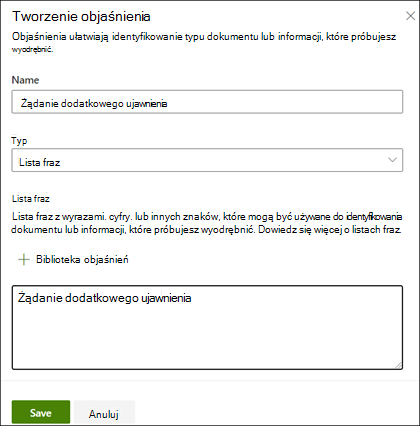 Tworzenie objaśnienia
Objaśnienia ułatwiają identyfikowanie typu dokumentu lub informacji, które próbujesz
wyodrębnić.
Name
Żądanie dodatkowego ujawnienia
Typ
Lista fraz
Lista fraz
Lista fraz z wyrazami. cyfry. lub innych znaków, które mogą być używane do identyfikowania
dokumentu lub informacji, które próbujesz wyodrębnić. Dowiedz się więcej o listach fraz.
Biblioteka objaśnień
Żądanie dodatkowego ujawnienia
Save
Anuluj